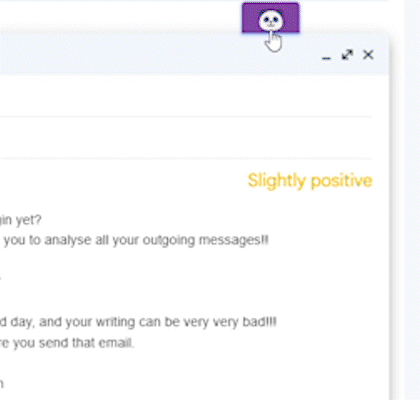 Slightly positive
in yet?
you to analyse all your outgoing messages!!
d day, and your writing can be very very bad!!!!
re you send that email.